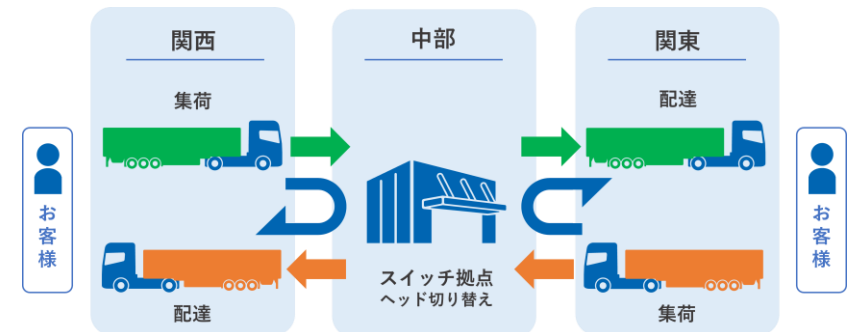 関西
中部
関東
集荷
配達
お客様
お客様
スイッチ拠点
ヘッド切り替え
配達
集荷